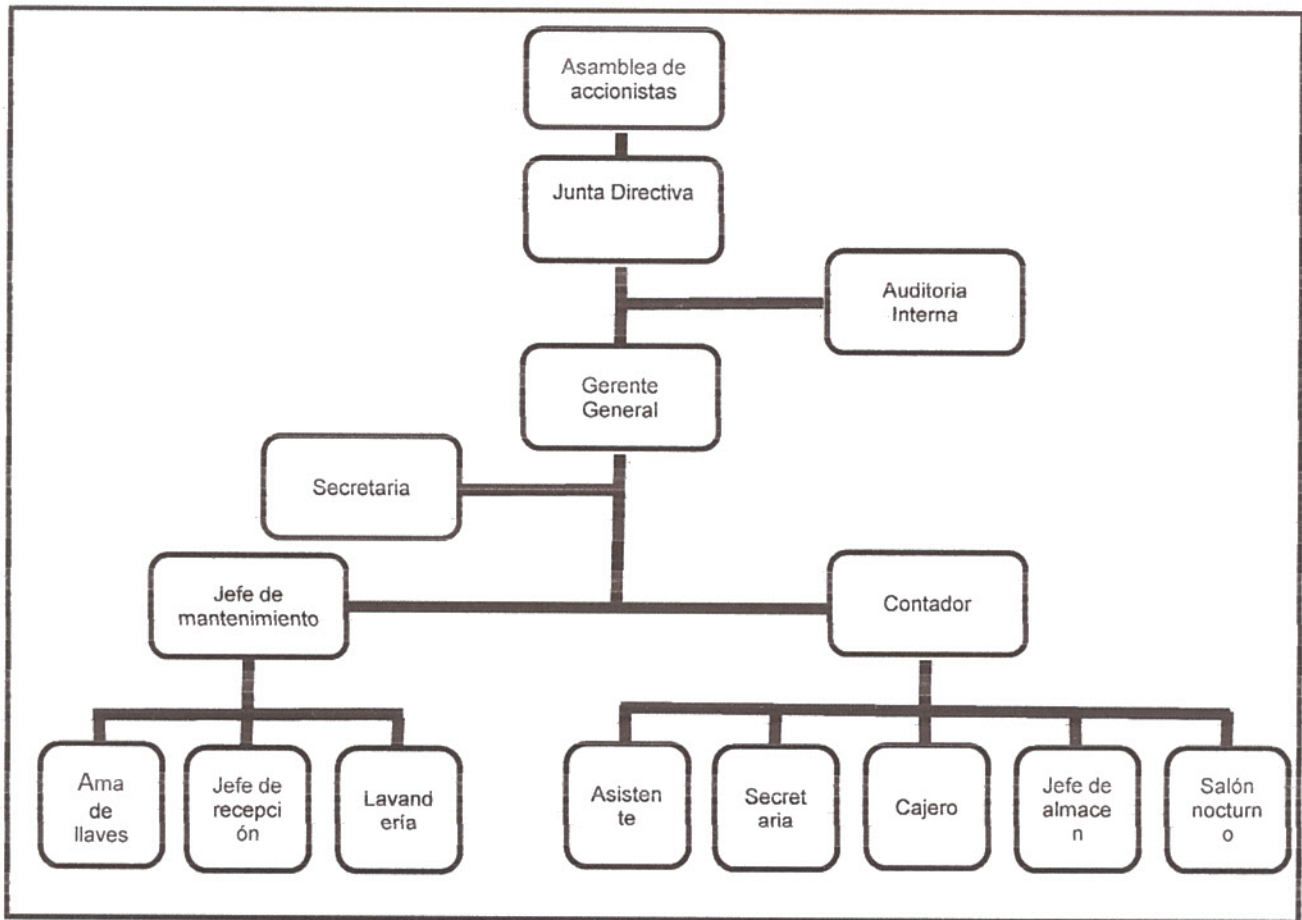 Asamblea de
accionistas
Junta Directiva
Auditoria
Interna
Gerente
General
Secretaria
Jefe de
mantenimiento
Contador
Ama
de
llaves
Jefe de
recepci
ón
Lavand
ería
Asisten
te
Secret
aria
Cajero
Jefe de
almace
n
Salón
nocturn
o